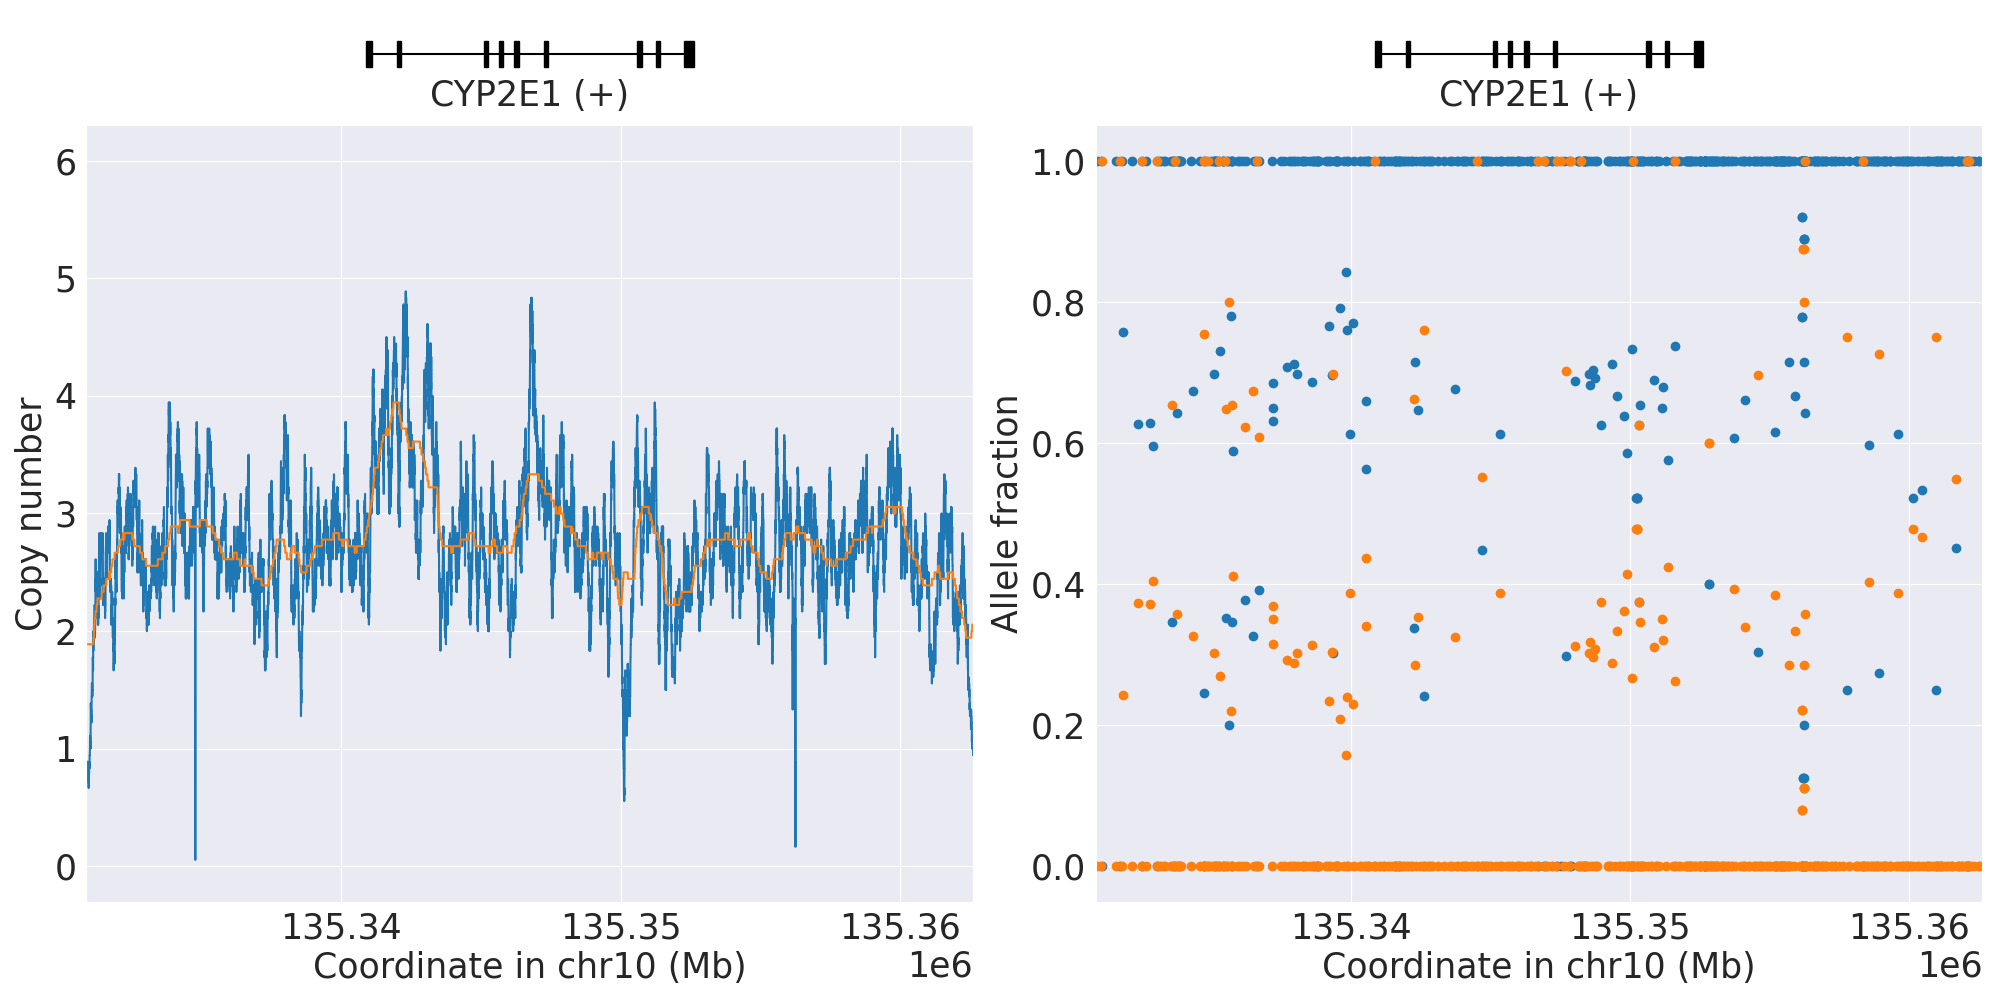 CYP2E1 (+)
6
5
4
3
2
1
0
Copy number
135.34 135.35 135.36
Coordinate in chr10 (Mb)
1e6
CYP2E1 (+)
1.0
0.8
0.6
0.4
0.2
0.0
Allele fraction
135.34 135.35 135.36
Coordinate in chr10 (Mb)
1e6